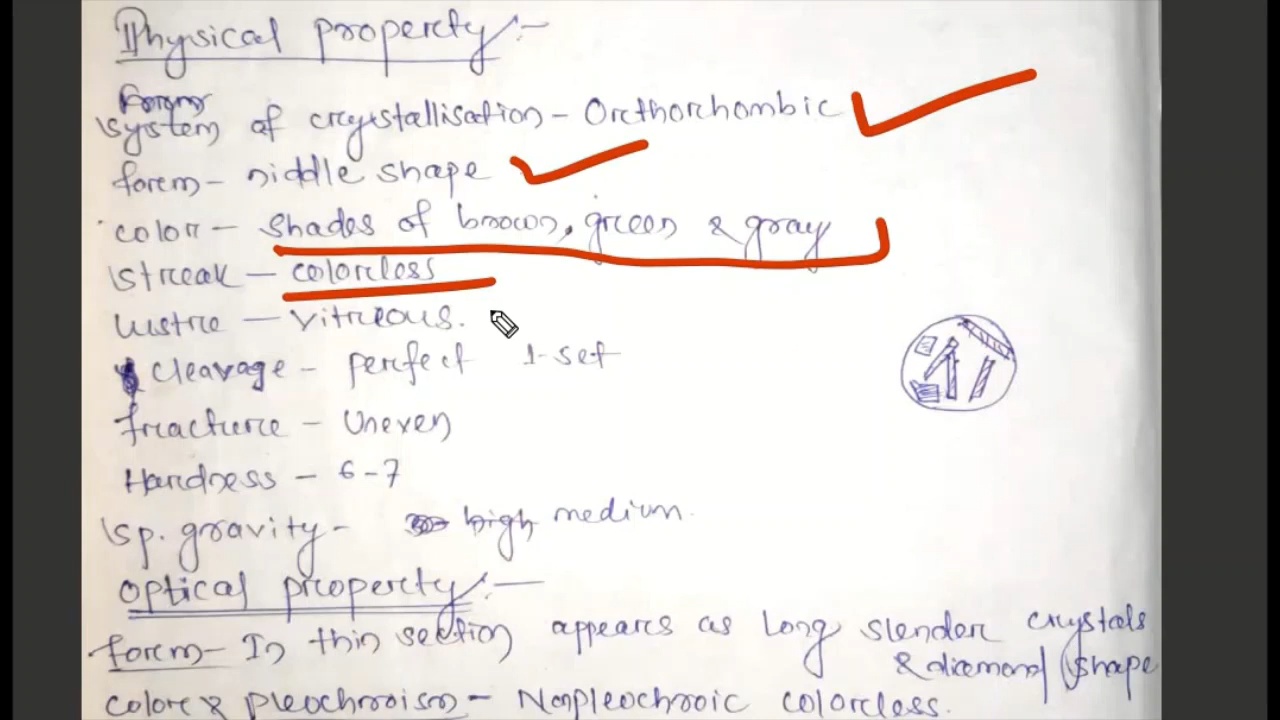 Physical property:-
Form
System of crystallisation - Orthorhombic
form - niddle shape
color - Shades of brown, green & gray
Streak - colorless
lustre - Vitreous.
Cleavage - perfect 1-set
fracture - Uneven
Hardness - 6-7
Sp. gravity - high medium.
Optical property:-
form - In thin section appears as long slender crystals
& diamond shape
Color & pleochroism - Nonpleochroic colorless.